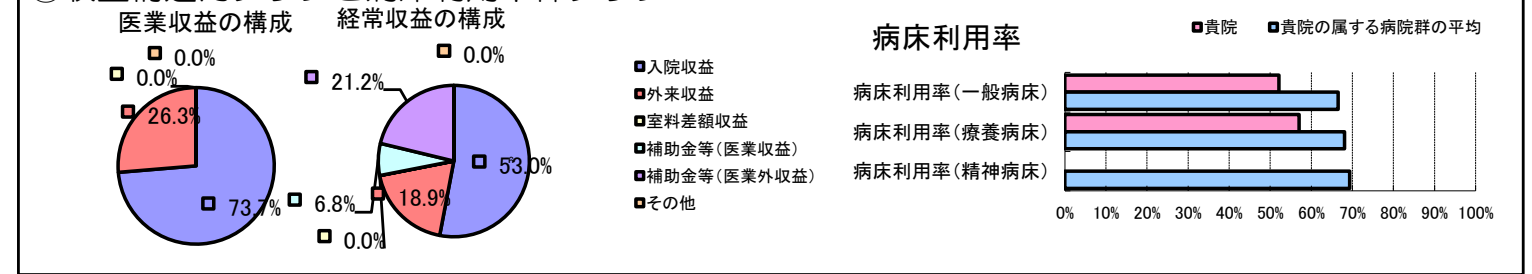 医業収益の構成
経常収益の構成
0.0%
0.0%
26.3%
73.7%
0.0%
21.2%
53.0%
6.8%
18.9%
0.0%
入院収益
外来収益
室料差額収益
補助金等(医業収益)
補助金等(医業外収益)
その他
病床利用率
貴院
貴院の属する病院群の平均
病床利用率(一般病床)
病床利用率(療養病床)
病床利用率(精神病床)
0% 10% 20% 30% 40% 50% 60% 70% 80% 90% 100%